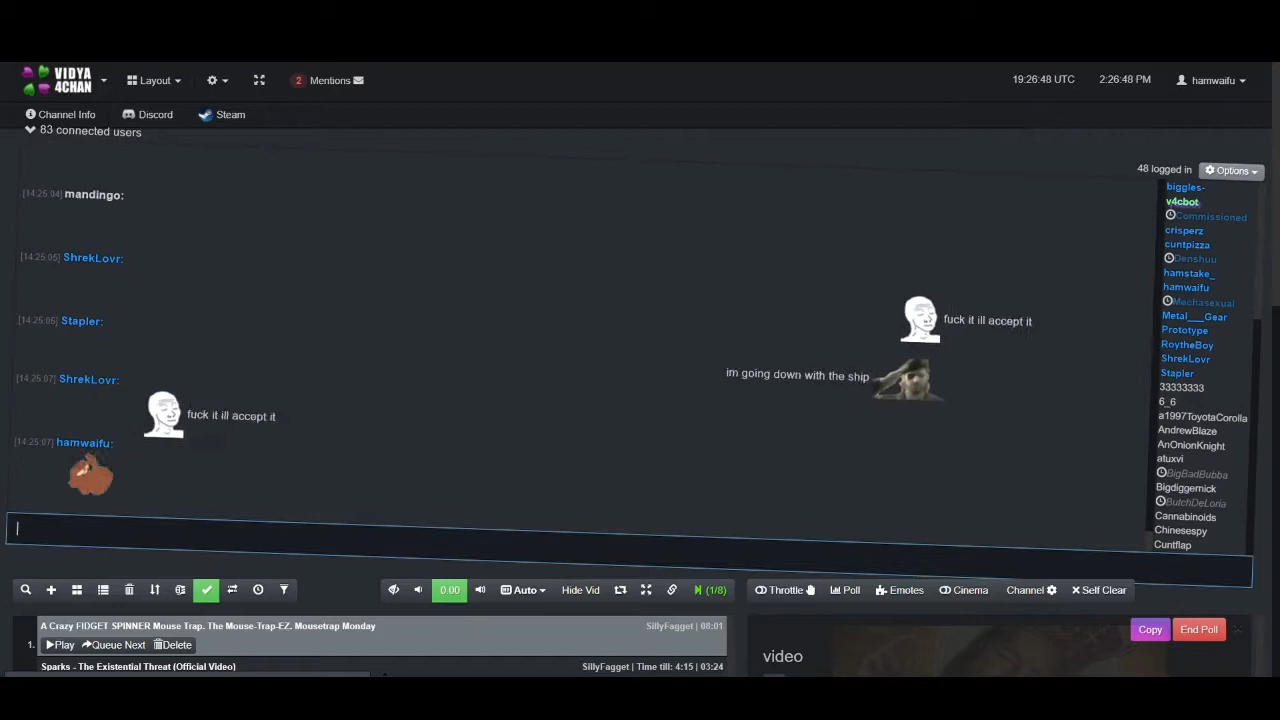 VIDYA
4CHAN
Layout
2 Mentions
19:26:48 UTC
2:26:48 PM
hamwaifu
Channel Info
Discord
Steam
83 connected users
48 logged in
Options
[14:25:04] mandingo:
[14:25:05] ShrekLovr:
fuck it ill accept it
[14:25:05] Stapler:
im going down with the ship
[14:25:07] ShrekLovr:
fuck it ill accept it
[14:25:07] hamwaifu:
biggles-
v4cbot
Commissioned
crisperz
cuntpizza
Denshuu
hamstake_
hamwaifu
Mechasexual
Metal___Gear
Prototype
RoytheBoy
ShrekLovr
Stapler
33333333
6_6
a1997ToyotaCorolla
AndrewBlaze
AnOnionKnight
atuxvi
BigBadBubba
Bigdiggernick
ButchDeLoria
Cannabinoids
Chinesespy
Cuntflap
0.00
Auto
Hide Vid
(1/8)
Throttle
Poll
Emotes
Cinema
Channel
Self Clear
1. A Crazy FIDGET SPINNER Mouse Trap. The Mouse-Trap-EZ. Mousetrap Monday
SillyFagget | 08:01
Play Queue Next Delete
Sparks - The Existential Threat (Official Video)
SillyFagget | Time till: 4:15 | 03:24
Copy
End Poll
video